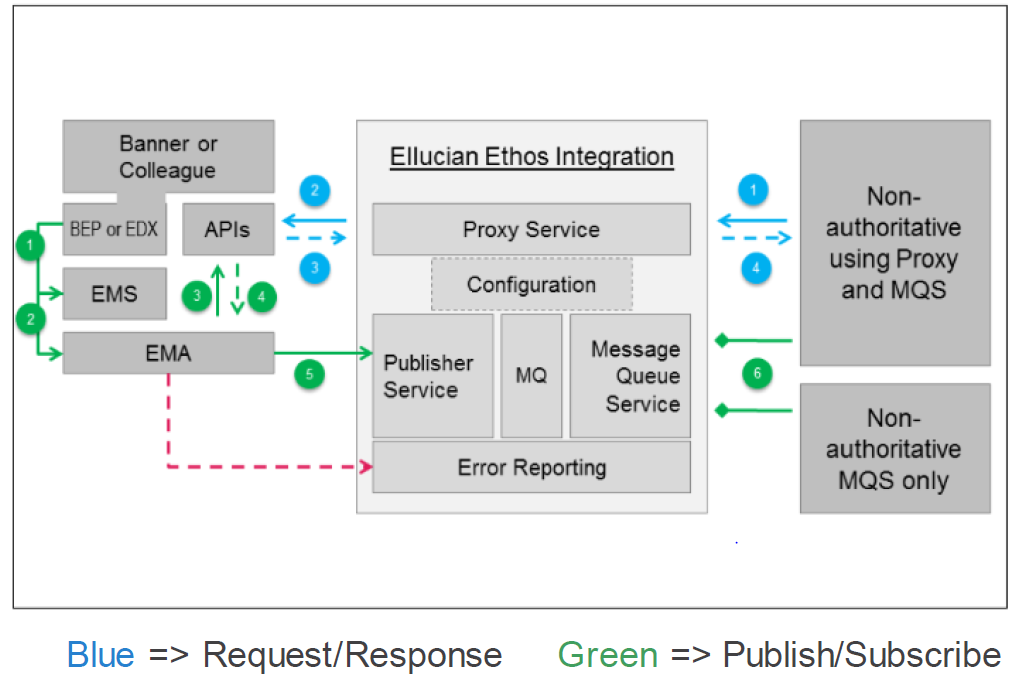 Banner or
Colleague
BEP or EDX
APIs
EMS
EMA
1
2
3
4
5
Ellucian Ethos Integration
2
3
Proxy Service
Configuration
Publisher
Service
MQ
Message
Queue
Service
Error Reporting
1
4
6
Non-
authoritative
using Proxy
and MQS
Non-
authoritative
MQS only
Blue => Request/Response
Green => Publish/Subscribe